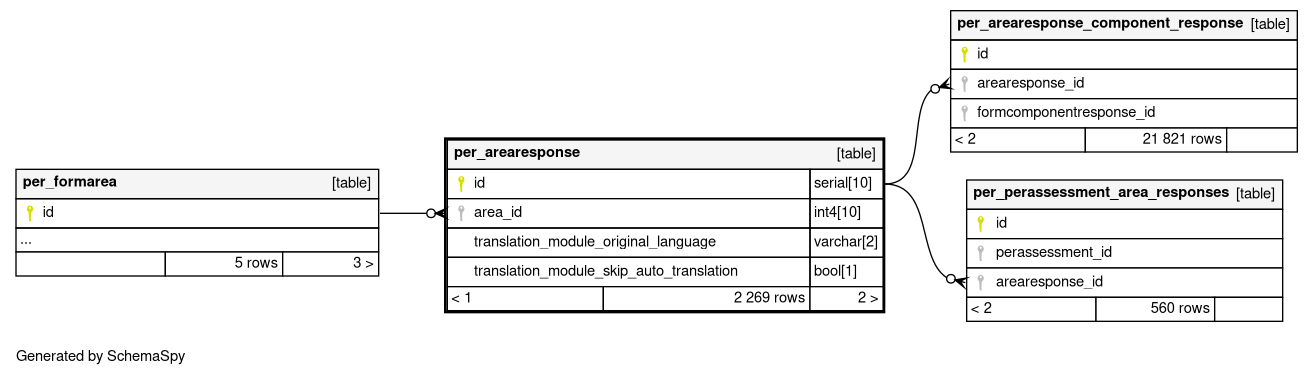 per_arearesponse_component_response [table]
id
arearesponse_id
formcomponentresponse_id
< 2 21 821 rows
per_arearesponse [table]
id serial[10]
area_id int4[10]
translation_module_original_language varchar[2]
translation_module_skip_auto_translation bool[1]
< 1 2 269 rows 2 >
per_formarea [table]
id
...
5 rows 3 >
per_perassessment_area_responses [table]
id
perassessment_id
arearesponse_id
< 2 560 rows
Generated by SchemaSpy